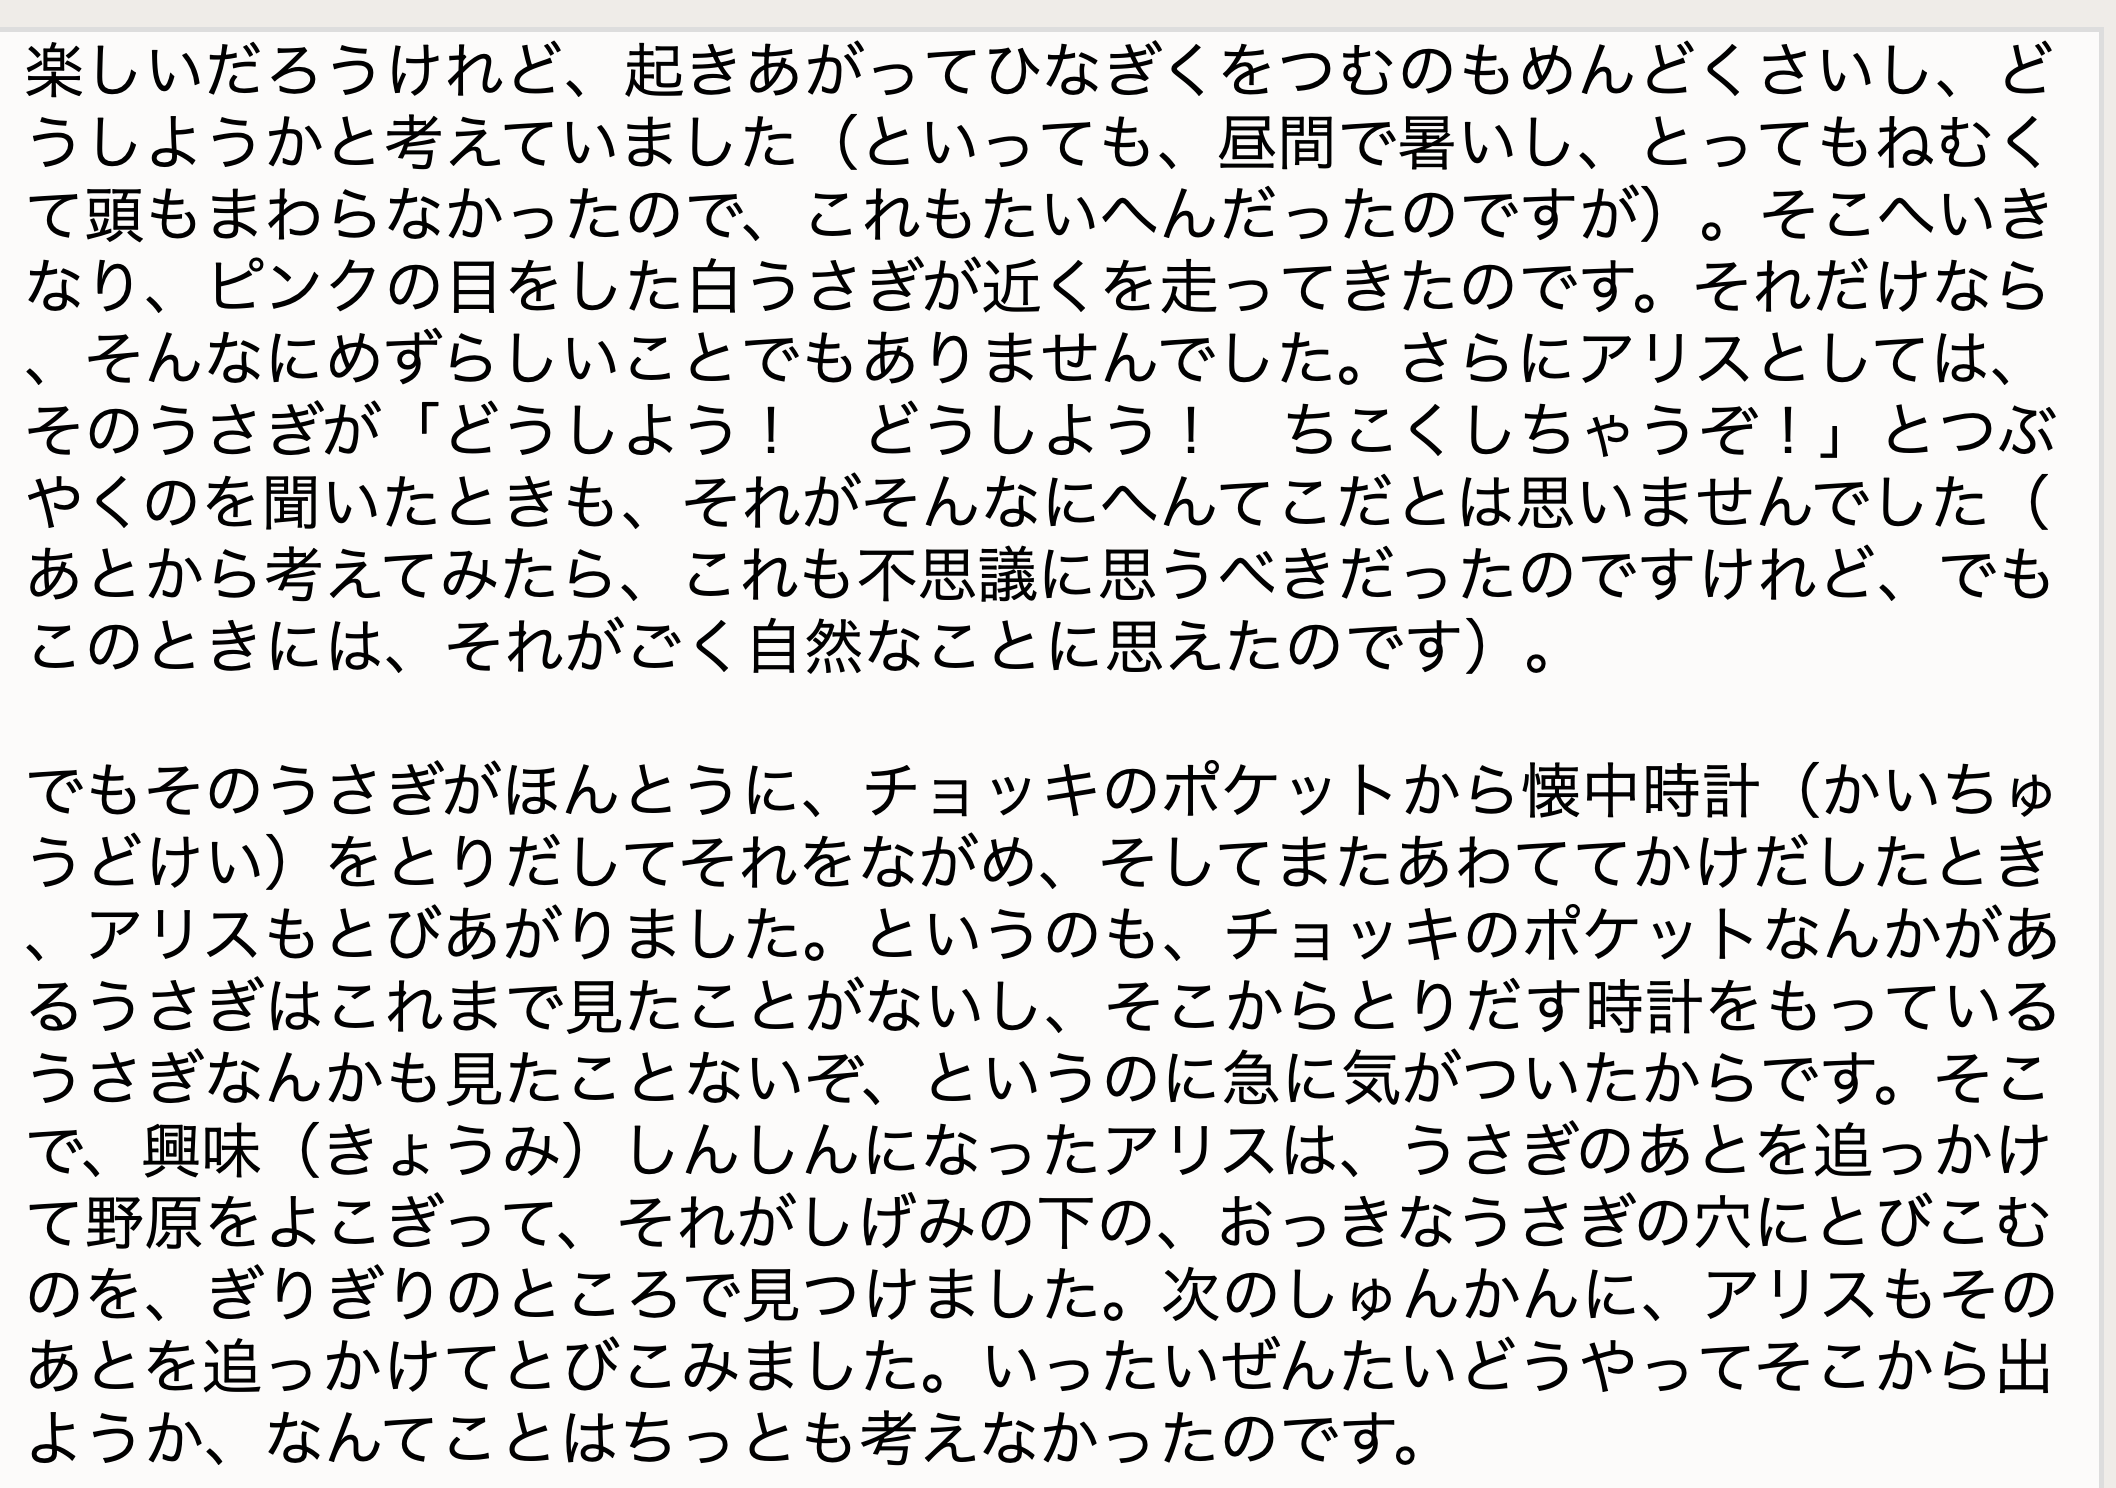 楽しいだろうけれど、起きあがってひなぎくをつむのもめんどくさいし、ど
うしようかと考えていました（といっても、昼間で暑いし、とってもねむく
て頭もまわらなかったので、これもたいへんだったのですが）。そこへいき
なり、ピンクの目をした白うさぎが近くを走ってきたのです。それだけなら
、そんなにめずらしいことでもありませんでした。さらにアリスとしては、
そのうさぎが「どうしよう！　どうしよう！　ちこくしちゃうぞ！」とつぶ
やくのを聞いたときも、それがそんなにへんてこだとは思いませんでした（
あとから考えてみたら、これも不思議に思うべきだったのですけれど、でも
このときには、それがごく自然なことに思えたのです）。

でもそのうさぎがほんとうに、チョッキのポケットから懐中時計（かいちゅ
うどけい）をとりだしてそれをながめ、そしてまたあわててかけだしたとき
、アリスもとびあがりました。というのも、チョッキのポケットなんかがあ
るうさぎはこれまで見たことがないし、そこからとりだす時計をもっている
うさぎなんかも見たことないぞ、というのに急に気がついたからです。そこ
で、興味（きょうみ）しんしんになったアリスは、うさぎのあとを追っかけ
て野原をよこぎって、それがしげみの下の、おっきなうさぎの穴にとびこむ
のを、ぎりぎりのところで見つけました。次のしゅんかんに、アリスもその
あとを追っかけてとびこみました。いったいぜんたいどうやってそこから出
ようか、なんてことはちっとも考えなかったのです。